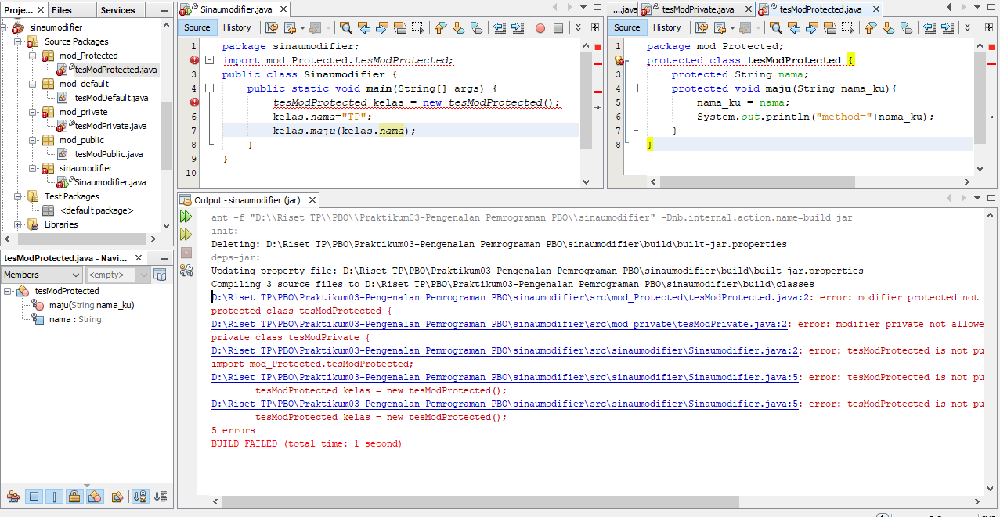 Proje...
Files
Services
sinaumodifier
Source Packages
mod_Protected
tesModProtected.java
mod_default
tesModDefault.java
mod_private
tesModPrivate.java
mod_public
tesModPublic.java
sinaumodifier
Sinaumodifier.java
Test Packages
<default package>
Libraries
tesModProtected.java - Navi...
Members
<empty>
tesModProtected
maju(String nama_ku)
nama : String
Sinaumodifier.java
Source
History
1 package sinaumodifier;
import mod_Protected.tesModProtected;
3 public class Sinaumodifier {
4 public static void main(String[] args) {
tesModProtected kelas = new tesModProtected();
6 kelas.nama="TP";
7 kelas.maju(kelas.nama);
8 }
9 }
10
....java
tesModPrivate.java
tesModProtected.java
Source
History
1 package mod_Protected;
protected class tesModProtected {
3 protected String nama;
4 protected void maju(String nama_ku){
5 nama_ku = nama;
6 System.out.println("method="+nama_ku);
7 }
8 }
Output - sinaumodifier (jar)
ant -f "D:\\Riset TP\\PBO\\Praktikum03-Pengenalan Pemrograman PBO\\sinaumodifier" -Dnb.internal.action.name=build jar
init:
Deleting: D:\Riset TP\PBO\Praktikum03-Pengenalan Pemrograman PBO\sinaumodifier\build\built-jar.properties
deps-jar:
Updating property file: D:\Riset TP\PBO\Praktikum03-Pengenalan Pemrograman PBO\sinaumodifier\build\built-jar.properties
Compiling 3 source files to D:\Riset TP\PBO\Praktikum03-Pengenalan Pemrograman PBO\sinaumodifier\build\classes
D:\Riset TP\PBO\Praktikum03-Pengenalan Pemrograman PBO\sinaumodifier\src\mod_Protected\tesModProtected.java:2: error: modifier protected not
protected class tesModProtected {
D:\Riset TP\PBO\Praktikum03-Pengenalan Pemrograman PBO\sinaumodifier\src\mod_private\tesModPrivate.java:2: error: modifier private not allowe
private class tesModPrivate {
D:\Riset TP\PBO\Praktikum03-Pengenalan Pemrograman PBO\sinaumodifier\src\sinaumodifier\Sinaumodifier.java:2: error: tesModProtected is not pu
import mod_Protected.tesModProtected;
D:\Riset TP\PBO\Praktikum03-Pengenalan Pemrograman PBO\sinaumodifier\src\sinaumodifier\Sinaumodifier.java:5: error: tesModProtected is not pu
tesModProtected kelas = new tesModProtected();
D:\Riset TP\PBO\Praktikum03-Pengenalan Pemrograman PBO\sinaumodifier\src\sinaumodifier\Sinaumodifier.java:5: error: tesModProtected is not pu
tesModProtected kelas = new tesModProtected();
5 errors
BUILD FAILED (total time: 1 second)